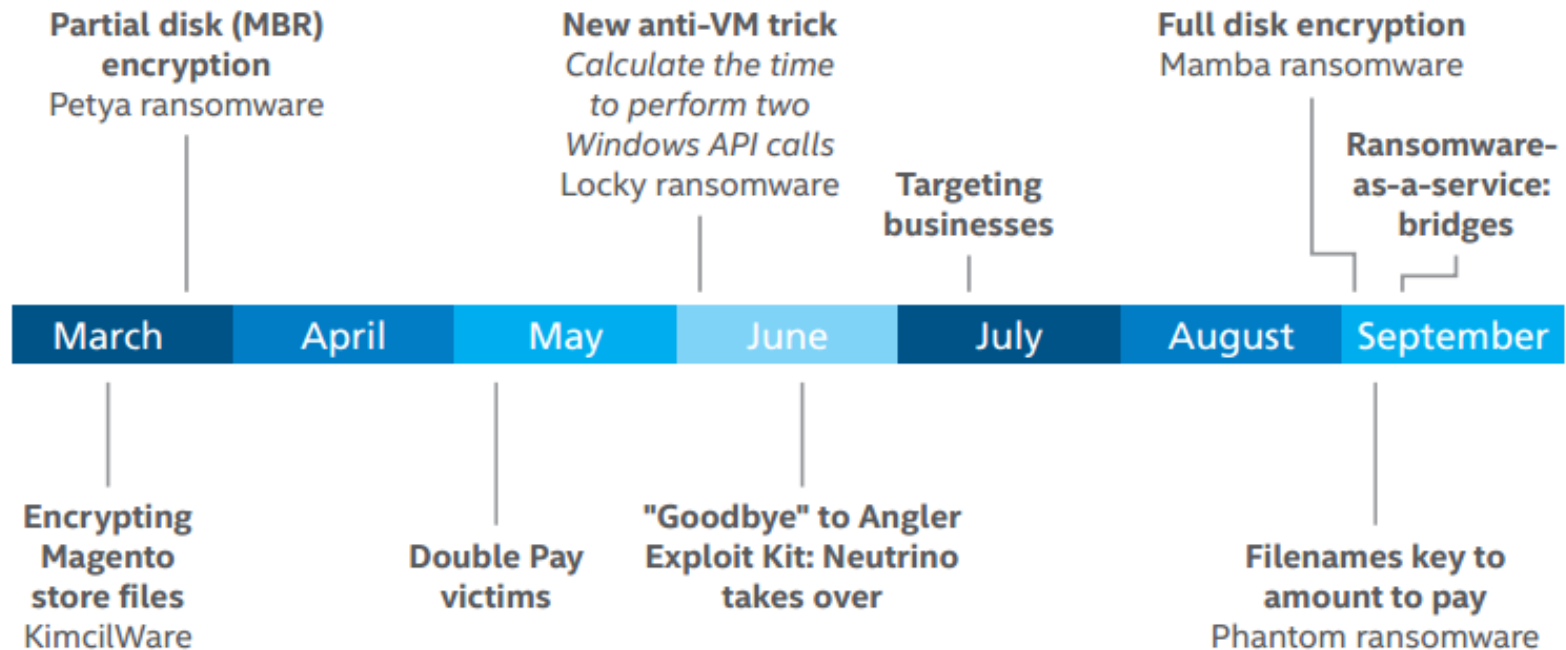 Partial disk (MBR)
encryption
Petya ransomware
New anti-VM trick
Calculate the time
to perform two
Windows API calls
Locky ransomware
Targeting
businesses
Full disk encryption
Mamba ransomware
Ransomware-
as-a-service:
bridges
March
April
May
June
July
August
September
Encrypting
Magento
store files
KimcilWare
Double Pay
victims
"Goodbye" to Angler
Exploit Kit: Neutrino
takes over
Filenames key to
amount to pay
Phantom ransomware